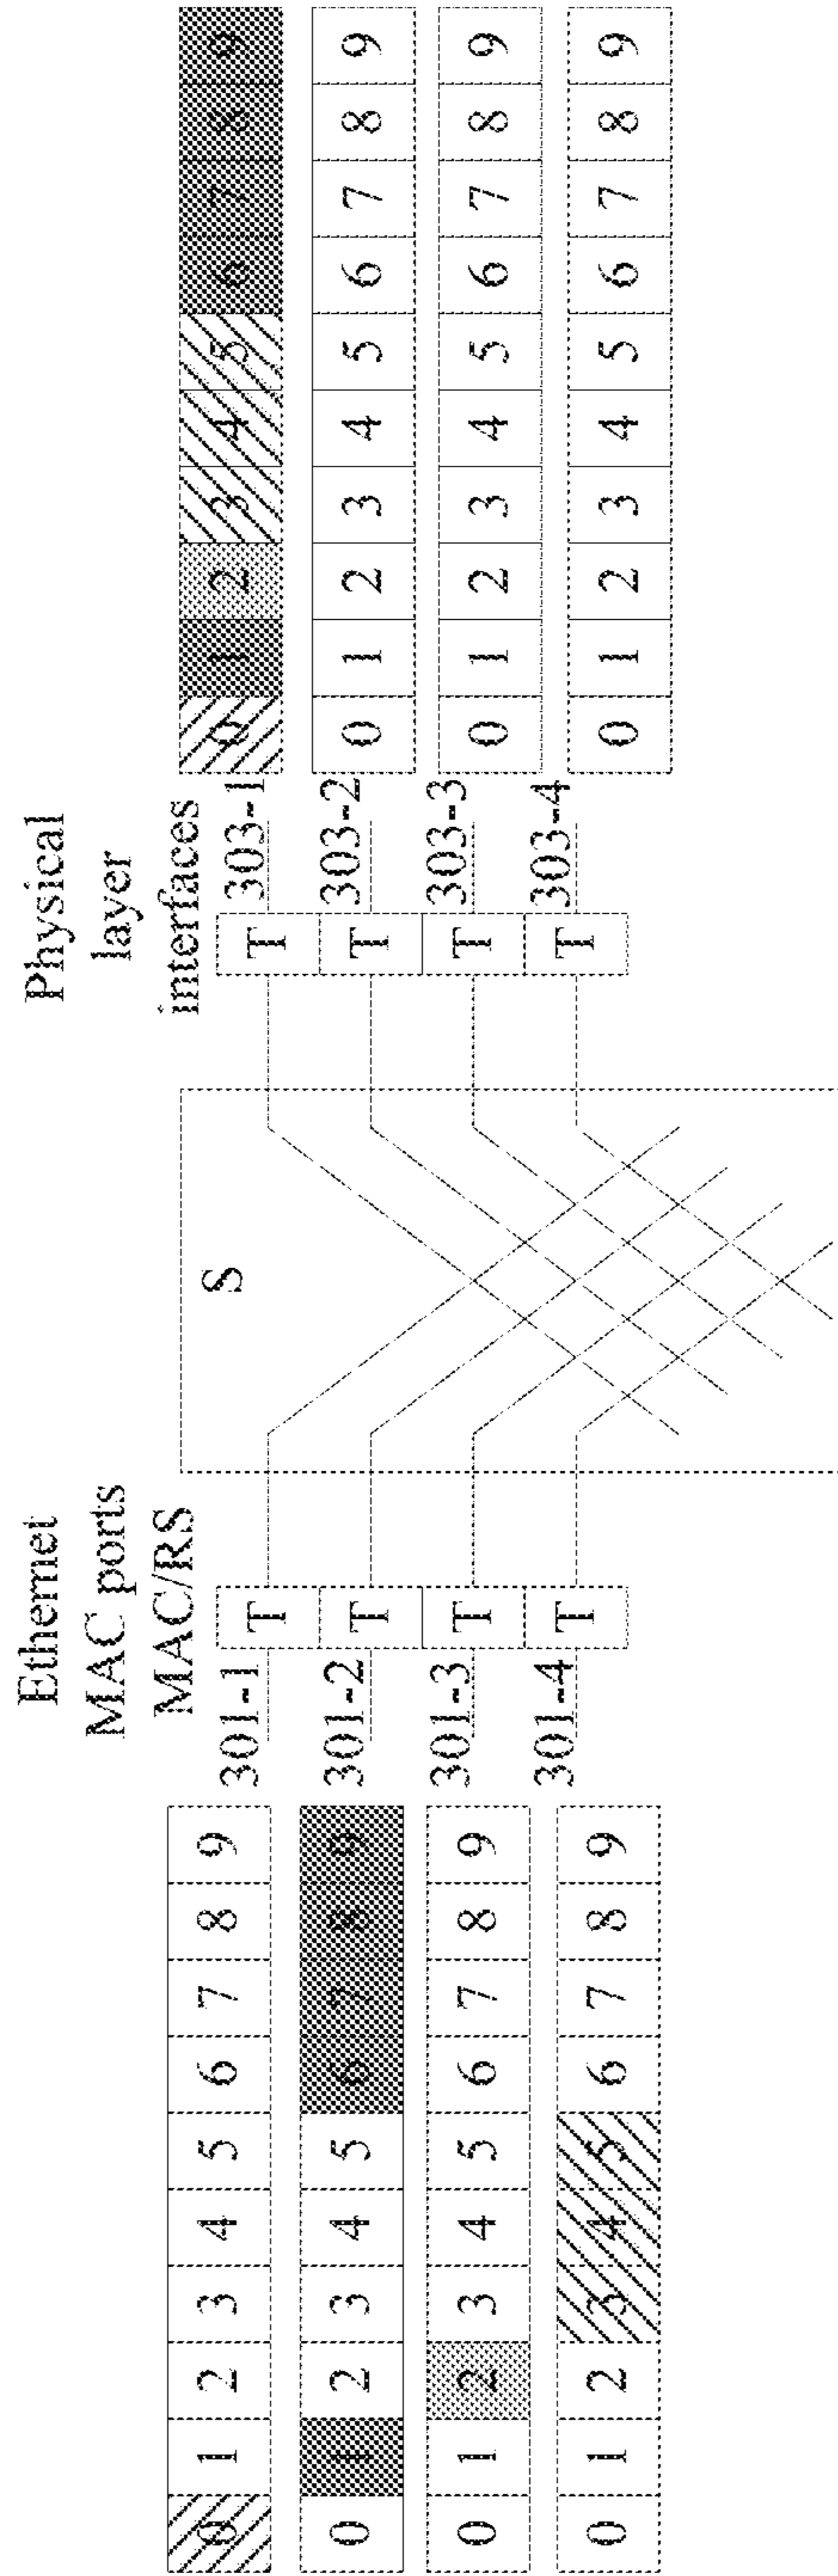 Ethernet
MAC ports
MAC/RS
Physical
layer
interfaces
0 1 2 3 4 5 6 7 8 9
301-1
T
S
T
303-1
0 1 2 3 4 5 6 7 8 9
0 1 2 3 4 5 6 7 8 9
301-2
T
T
303-2
0 1 2 3 4 5 6 7 8 9
0 1 2 3 4 5 6 7 8 9
301-3
T
T
303-3
0 1 2 3 4 5 6 7 8 9
0 1 2 3 4 5 6 7 8 9
301-4
T
T
303-4
0 1 2 3 4 5 6 7 8 9